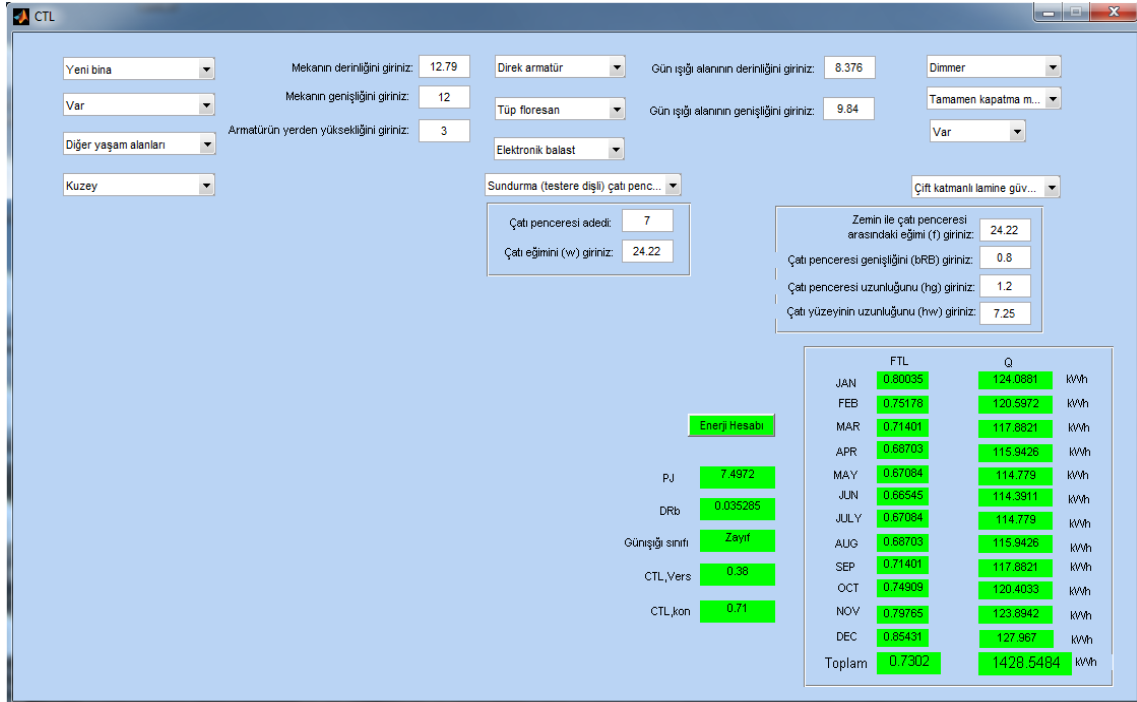 CTL
Yeni bina
Mekanın derinliğini giriniz: 12.79
Direk armatür
Gün ışığı alanının derinliğini giriniz: 8.376
Dimmer
Var
Mekanın genişliğini giriniz: 12
Tüp floresan
Gün ışığı alanının genişliğini giriniz: 9.84
Tamamen kapatma m...
Diğer yaşam alanları
Armatürün yerden yüksekliğini giriniz: 3
Elektronik balast
Var
Kuzey
Sundurma (testere dişli) çatı penc...
Çift katmanlı lamine güv...
Çatı penceresi adedi: 7
Çatı eğimini (w) giriniz: 24.22
Zemin ile çatı penceresi
arasındaki eğimi (f) giriniz: 24.22
Çatı penceresi genişliğini (bRB) giriniz: 0.8
Çatı penceresi uzunluğunu (hg) giriniz: 1.2
Çatı yüzeyinin uzunluğunu (hw) giriniz: 7.25
Enerji Hesabı
PJ 7.4972
DRb 0.035285
Günışığı sınıfı Zayıf
CTL,Vers 0.38
CTL,kon 0.71
FTL Q
JAN 0.80035 124.0881 kWh
FEB 0.75178 120.5972 kWh
MAR 0.71401 117.8821 kWh
APR 0.68703 115.9426 kWh
MAY 0.67084 114.779 kWh
JUN 0.66545 114.3911 kWh
JULY 0.67084 114.779 kWh
AUG 0.68703 115.9426 kWh
SEP 0.71401 117.8821 kWh
OCT 0.74909 120.4033 kWh
NOV 0.79765 123.8942 kWh
DEC 0.85431 127.967 kWh
Toplam 0.7302 1428.5484 kWh